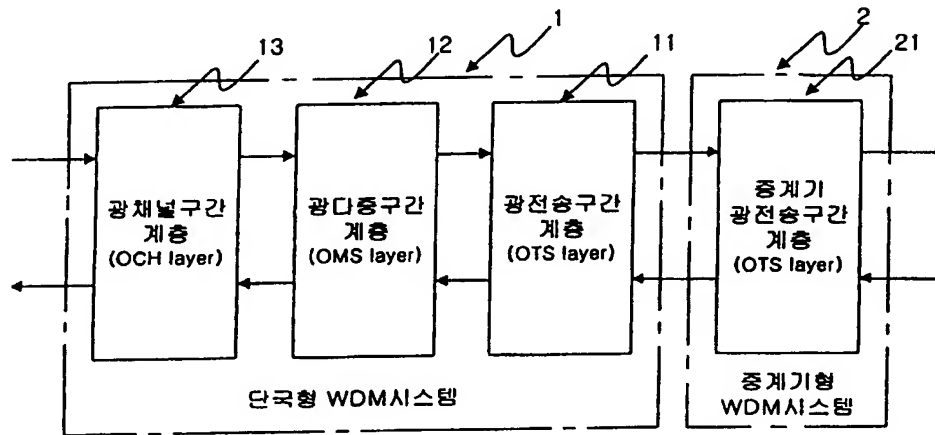 1
2
13
12
11
21
광채널구간
계층
(OCH layer)
광다중구간
계층
(OMS layer)
광전송구간
계층
(OTS layer)
중계기
광전송구간
계층
(OTS layer)
단국형 WDM시스템
중계기형
WDM시스템